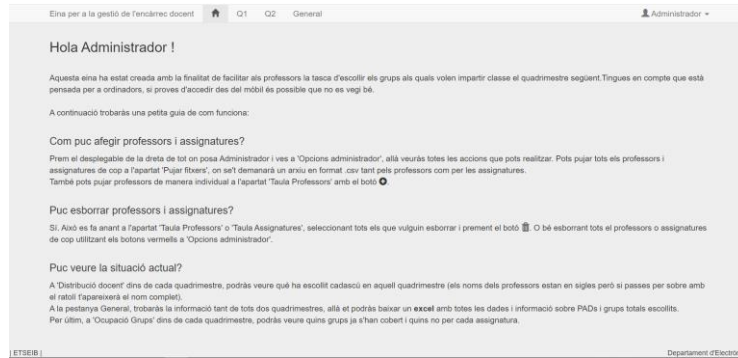 Eina per a la gestió de l'encàrrec docent Q1 Q2 General Administrador
Hola Administrador !
Aquesta eina ha estat creada amb la finalitat de facilitar als professors la tasca d'escollir els grups als quals volen impartir classe el quadrimestre següent.Tingues en compte que està
pensada per a ordinadors, si proves d'accedir des del mòbil és possible que no es vegi bé.
A continuació trobaràs una petita guia de com funciona:
Com puc afegir professors i assignatures?
Prem el desplegable de la dreta de tot on posa Administrador i ves a 'Opcions administrador', allà veuràs totes les accions que pots realitzar. Pots pujar tots els professors i
assignatures de cop a l'apartat 'Pujar fitxers', on se't demanarà un arxiu en format .csv tant pels professors com per les assignatures.
També pots pujar professors de manera individual a l'apartat 'Taula Professors' amb el botó .
Puc esborrar professors i assignatures?
Sí. Això es fa anant a l'apartat 'Taula Professors' o 'Taula Assignatures', seleccionant tots els que vulguin esborrar i prement el botó . O bé esborrant tots el professors o assignatures
de cop utilitzant els botons vermells a 'Opcions administrador'.
Puc veure la situació actual?
A 'Distribució docent' dins de cada quadrimestre, podràs veure què ha escollit cadascú en aquell quadrimestre (els noms dels professors estan en sigles però si passes per sobre amb
el ratolí t'apareixerà el nom complet).
A la pestanya General, trobaràs la informació tant de tots dos quadrimestres, allà et podràs baixar un excel amb totes les dades i informació sobre PADs i grups totals escollits.
Per últim, a 'Ocupació Grups' dins de cada quadrimestre, podràs veure quins grups ja s'han cobert i quins no per cada assignatura.
| ETSEIB | Departament d'Electròn